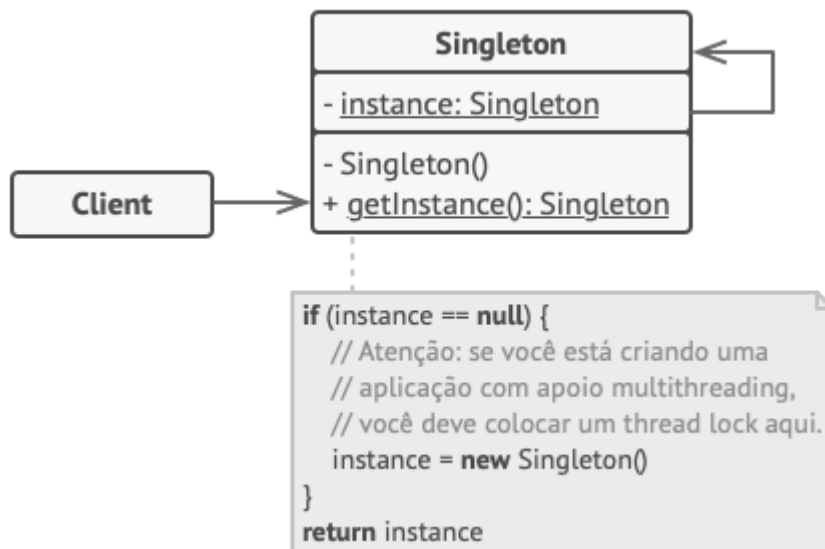 Singleton
- instance: Singleton
- Singleton()
+ getInstance(): Singleton
Client
if (instance == null) {
// Atenção: se você está criando uma
// aplicação com apoio multithreading,
// você deve colocar um thread lock aqui.
instance = new Singleton()
}
return instance